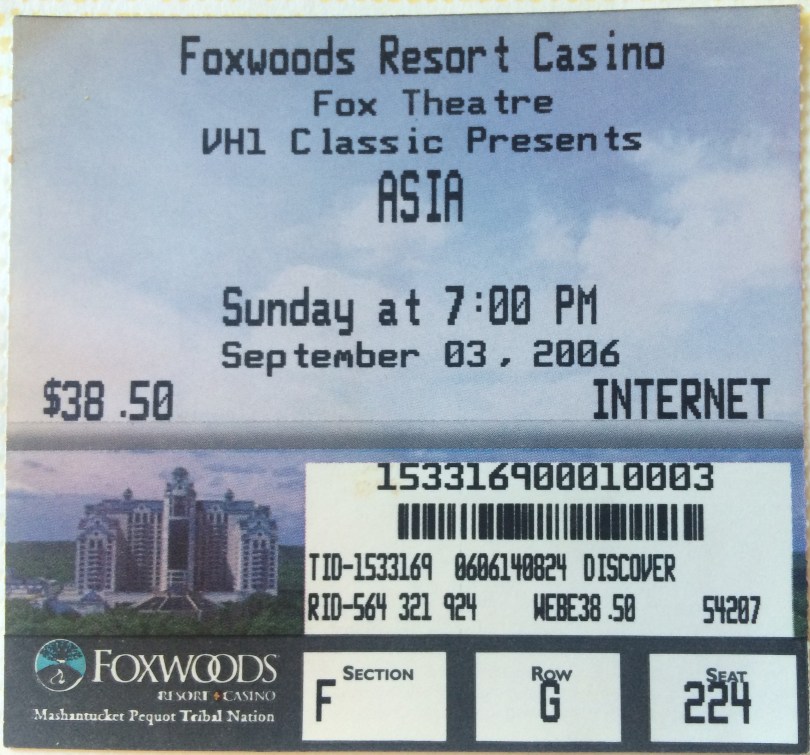 Foxwoods Resort Casino
Fox Theatre
VH1 Classic Presents
ASIA
Sunday at 7:00 PM
September 03, 2006
$38.50 INTERNET
153316900010003
TID-1533169 0606140824 DISCOVER
RID-564 321 924 WEBE38.50 54207
FOXWOODS
RESORT CASINO
Mashantucket Pequot Tribal Nation
SECTION
F
ROW
G
SEAT
224